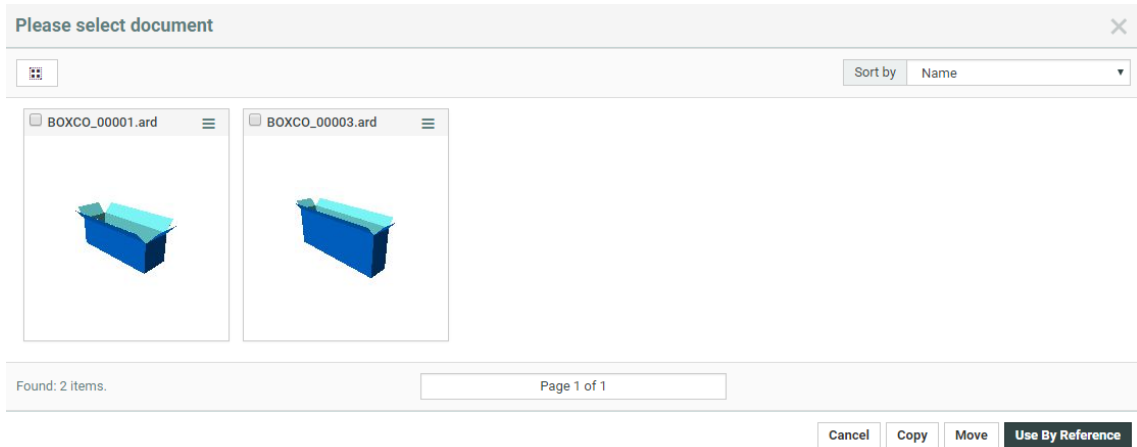 Please select document
Sort by Name
BOXCO_00001.ard
BOXCO_00003.ard
Found: 2 items.
Page 1 of 1
Cancel Copy Move Use By Reference